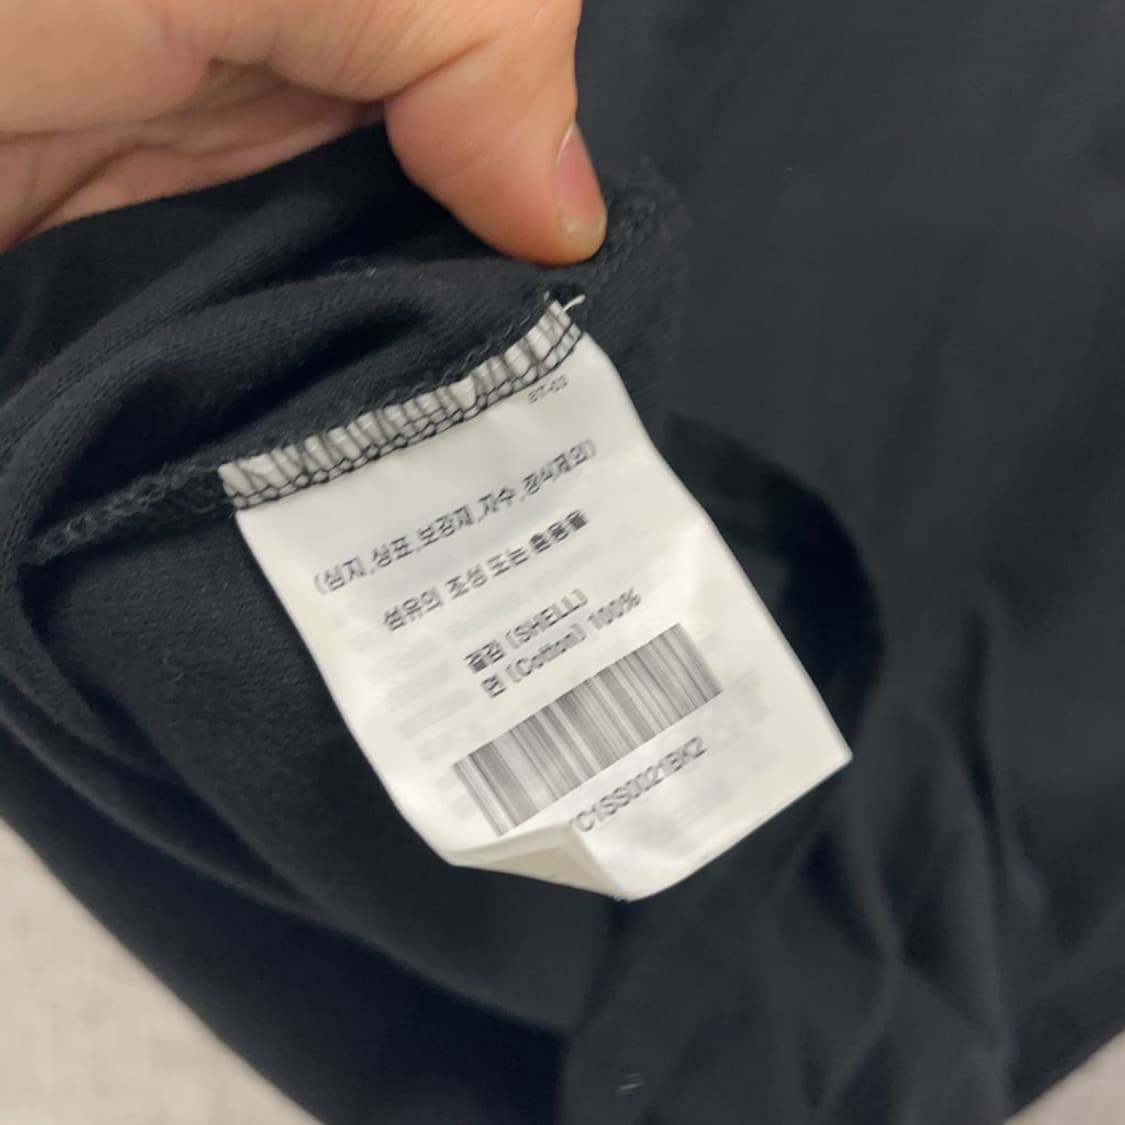 (심지,상표,보강재,자수,장식제외)
섬유의 조성 또는 혼용율
겉감 (SHELL)
면 (Cotton) 100%
C1SS0021BK2